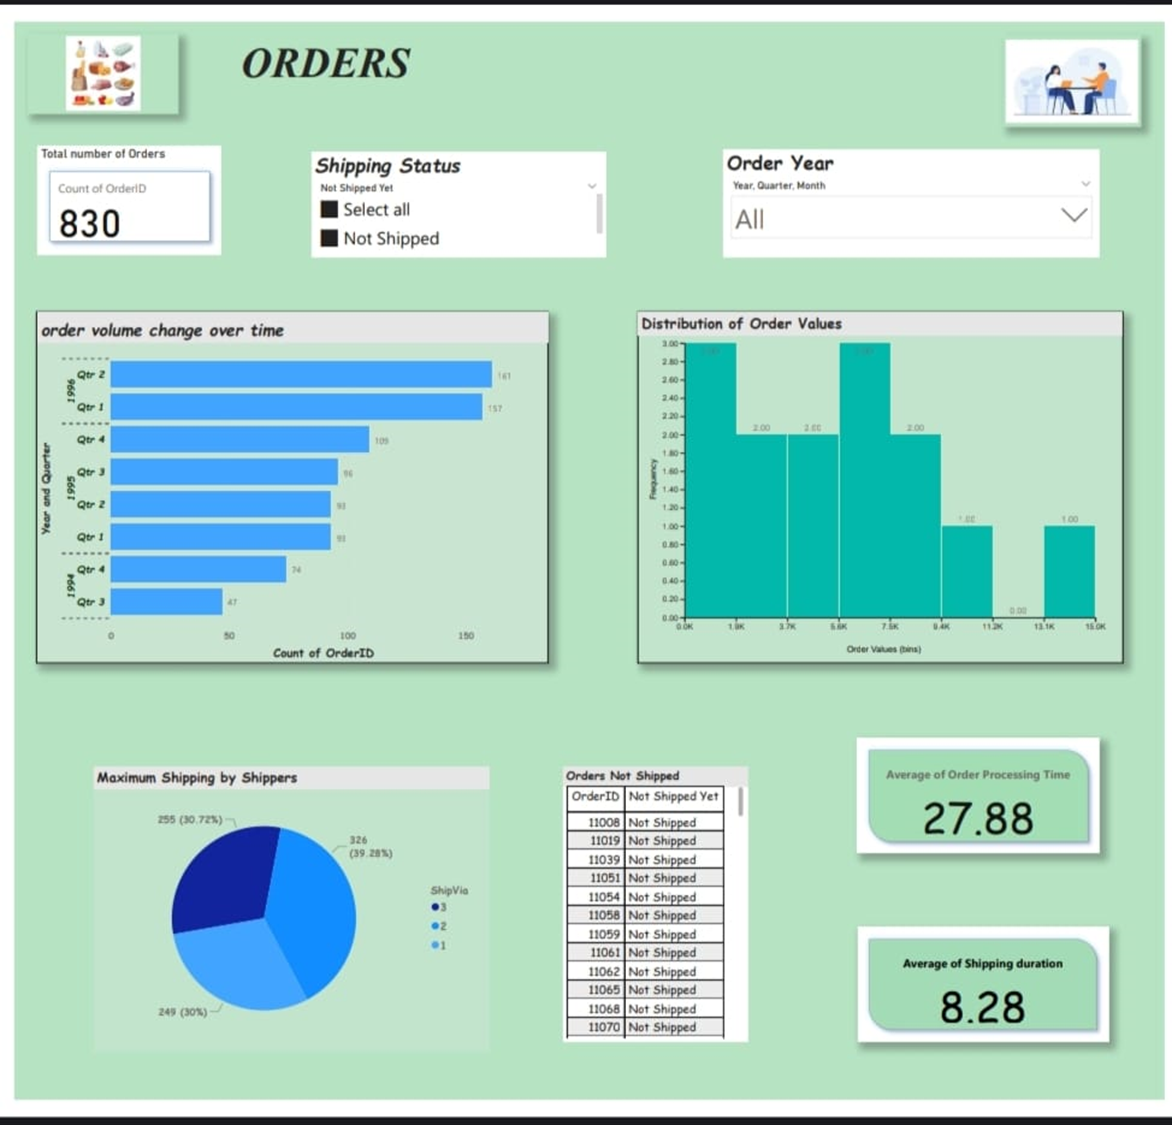 ORDERS
Total number of Orders
Count of OrderID
830
Shipping Status
Not Shipped Yet
Select all
Not Shipped
Order Year
Year, Quarter, Month
All
order volume change over time
Year and Quarter
1996
Qtr 2
161
Qtr 1
157
1995
Qtr 4
109
Qtr 3
96
Qtr 2
93
Qtr 1
93
1994
Qtr 4
74
Qtr 3
47
0 50 100 150
Count of OrderID
Distribution of Order Values
Frequency
3.00
2.80
2.60
2.40
2.20
2.00
1.80
1.60
1.40
1.20
1.00
0.80
0.60
0.40
0.20
0.00
2.00 2.00 2.00
1.00 1.00
0.00
0.0K 1.9K 3.7K 5.6K 7.5K 9.4K 11.2K 13.1K 15.0K
Order Values (bins)
Maximum Shipping by Shippers
255 (30.72%)
326
(39.28%)
249 (30%)
ShipVia
3
2
1
Orders Not Shipped
OrderID Not Shipped Yet
11008 Not Shipped
11019 Not Shipped
11039 Not Shipped
11051 Not Shipped
11054 Not Shipped
11058 Not Shipped
11059 Not Shipped
11061 Not Shipped
11062 Not Shipped
11065 Not Shipped
11068 Not Shipped
11070 Not Shipped
Average of Order Processing Time
27.88
Average of Shipping duration
8.28